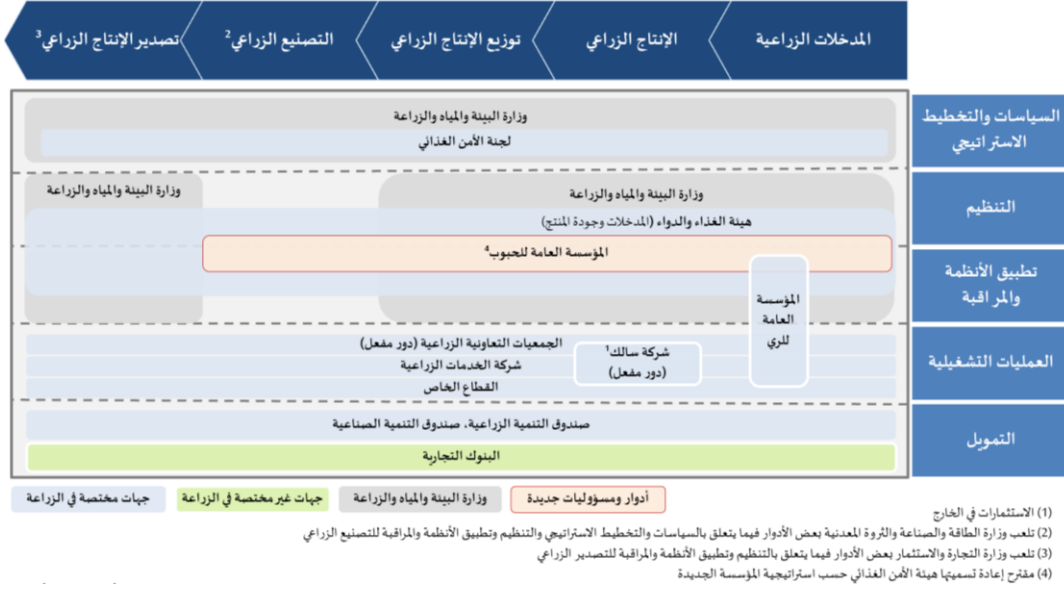 المدخلات الزراعية
الإنتاج الزراعي
توزيع الإنتاج الزراعي
التصنيع الزراعي²
تصدير الإنتاج الزراعي³
السياسات والتخطيط
الاستراتيجي
وزارة البيئة والمياه والزراعة
لجنة الأمن الغذائي
التنظيم
وزارة البيئة والمياه والزراعة
وزارة البيئة والمياه والزراعة
هيئة الغذاء والدواء (المدخلات وجودة المنتج)
المؤسسة العامة للحبوب⁴
تطبيق الأنظمة
والمراقبة
المؤسسة
العامة
للري
العمليات التشغيلية
الجمعيات التعاونية الزراعية (دور مفعل)
شركة الخدمات الزراعية
القطاع الخاص
شركة سالك¹
(دور مفعل)
التمويل
صندوق التنمية الزراعية، صندوق التنمية الصناعية
البنوك التجارية
أدوار ومسؤوليات جديدة
وزارة البيئة والمياه والزراعة
جهات غير مختصة في الزراعة
جهات مختصة في الزراعة
(1) الاستثمارات في الخارج
(2) تلعب وزارة الطاقة والصناعة والثروة المعدنية بعض الأدوار فيما يتعلق بالسياسات والتخطيط الاستراتيجي والتنظيم وتطبيق الأنظمة والمراقبة للتصنيع الزراعي
(3) تلعب وزارة التجارة والاستثمار بعض الأدوار فيما يتعلق بالتنظيم وتطبيق الأنظمة والمراقبة للتصدير الزراعي
(4) مقترح إعادة تسميتها هيئة الأمن الغذائي حسب استراتيجية المؤسسة الجديدة